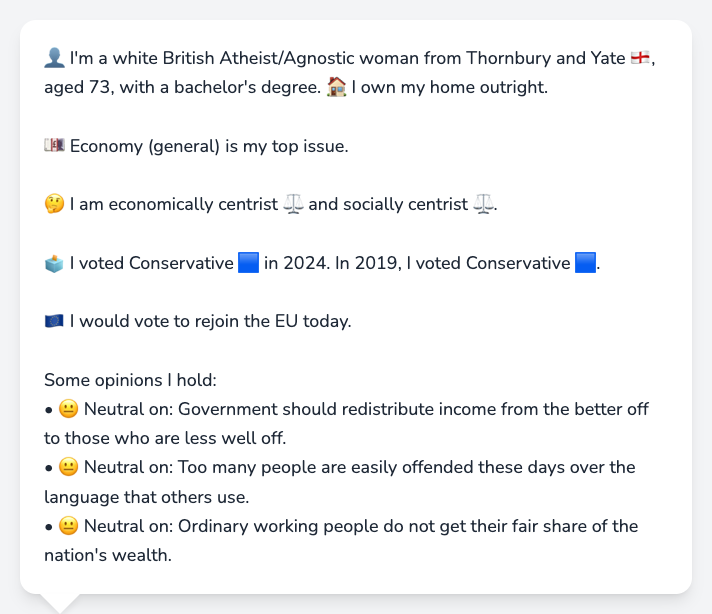 👤 I'm a white British Atheist/Agnostic woman from Thornbury and Yate 🏴󠁧󠁢󠁥󠁮󠁧󠁿,
aged 73, with a bachelor's degree. 🏠 I own my home outright.
💷 Economy (general) is my top issue.
🤔 I am economically centrist ⚖️ and socially centrist ⚖️.
🗳️ I voted Conservative 🟦 in 2024. In 2019, I voted Conservative 🟦.
🇪🇺 I would vote to rejoin the EU today.
Some opinions I hold:
• 😐 Neutral on: Government should redistribute income from the better off
to those who are less well off.
• 😐 Neutral on: Too many people are easily offended these days over the
language that others use.
• 😐 Neutral on: Ordinary working people do not get their fair share of the
nation's wealth.